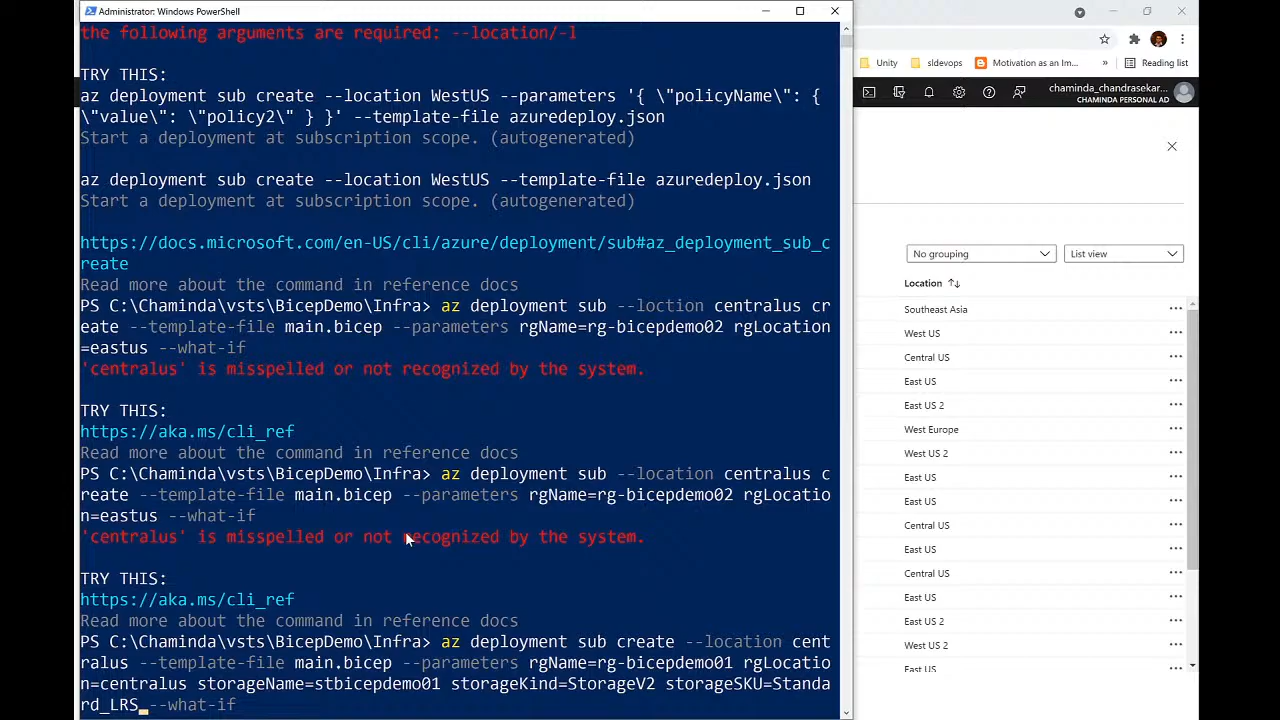 Administrator: Windows PowerShell
the following arguments are required: --location/-l
TRY THIS:
az deployment sub create --location WestUS --parameters '{ \"policyName\": {
\"value\": \"policy2\" } }' --template-file azuredeploy.json
Start a deployment at subscription scope. (autogenerated)
az deployment sub create --location WestUS --template-file azuredeploy.json
Start a deployment at subscription scope. (autogenerated)
https://docs.microsoft.com/en-US/cli/azure/deployment/sub#az_deployment_sub_c
reate
Read more about the command in reference docs
PS C:\Chaminda\vsts\BicepDemo\Infra> az deployment sub --loction centralus cr
eate --template-file main.bicep --parameters rgName=rg-bicepdemo02 rgLocation
=eastus --what-if
'centralus' is misspelled or not recognized by the system.
TRY THIS:
https://aka.ms/cli_ref
Read more about the command in reference docs
PS C:\Chaminda\vsts\BicepDemo\Infra> az deployment sub --location centralus c
reate --template-file main.bicep --parameters rgName=rg-bicepdemo02 rgLocatio
n=eastus --what-if
'centralus' is misspelled or not recognized by the system.
TRY THIS:
https://aka.ms/cli_ref
Read more about the command in reference docs
PS C:\Chaminda\vsts\BicepDemo\Infra> az deployment sub create --location cent
ralus --template-file main.bicep --parameters rgName=rg-bicepdemo01 rgLocatio
n=centralus storageName=stbicepdemo01 storageKind=StorageV2 storageSKU=Standa
rd_LRS --what-if
Unity sldevops Motivation as an Im... » Reading list
chaminda_chandrasekar...
CHAMINDA PERSONAL AD
No grouping List view
Location
Southeast Asia
West US
Central US
East US
East US 2
West Europe
West US 2
East US
East US
Central US
East US
Central US
East US
East US 2
West US 2
East US